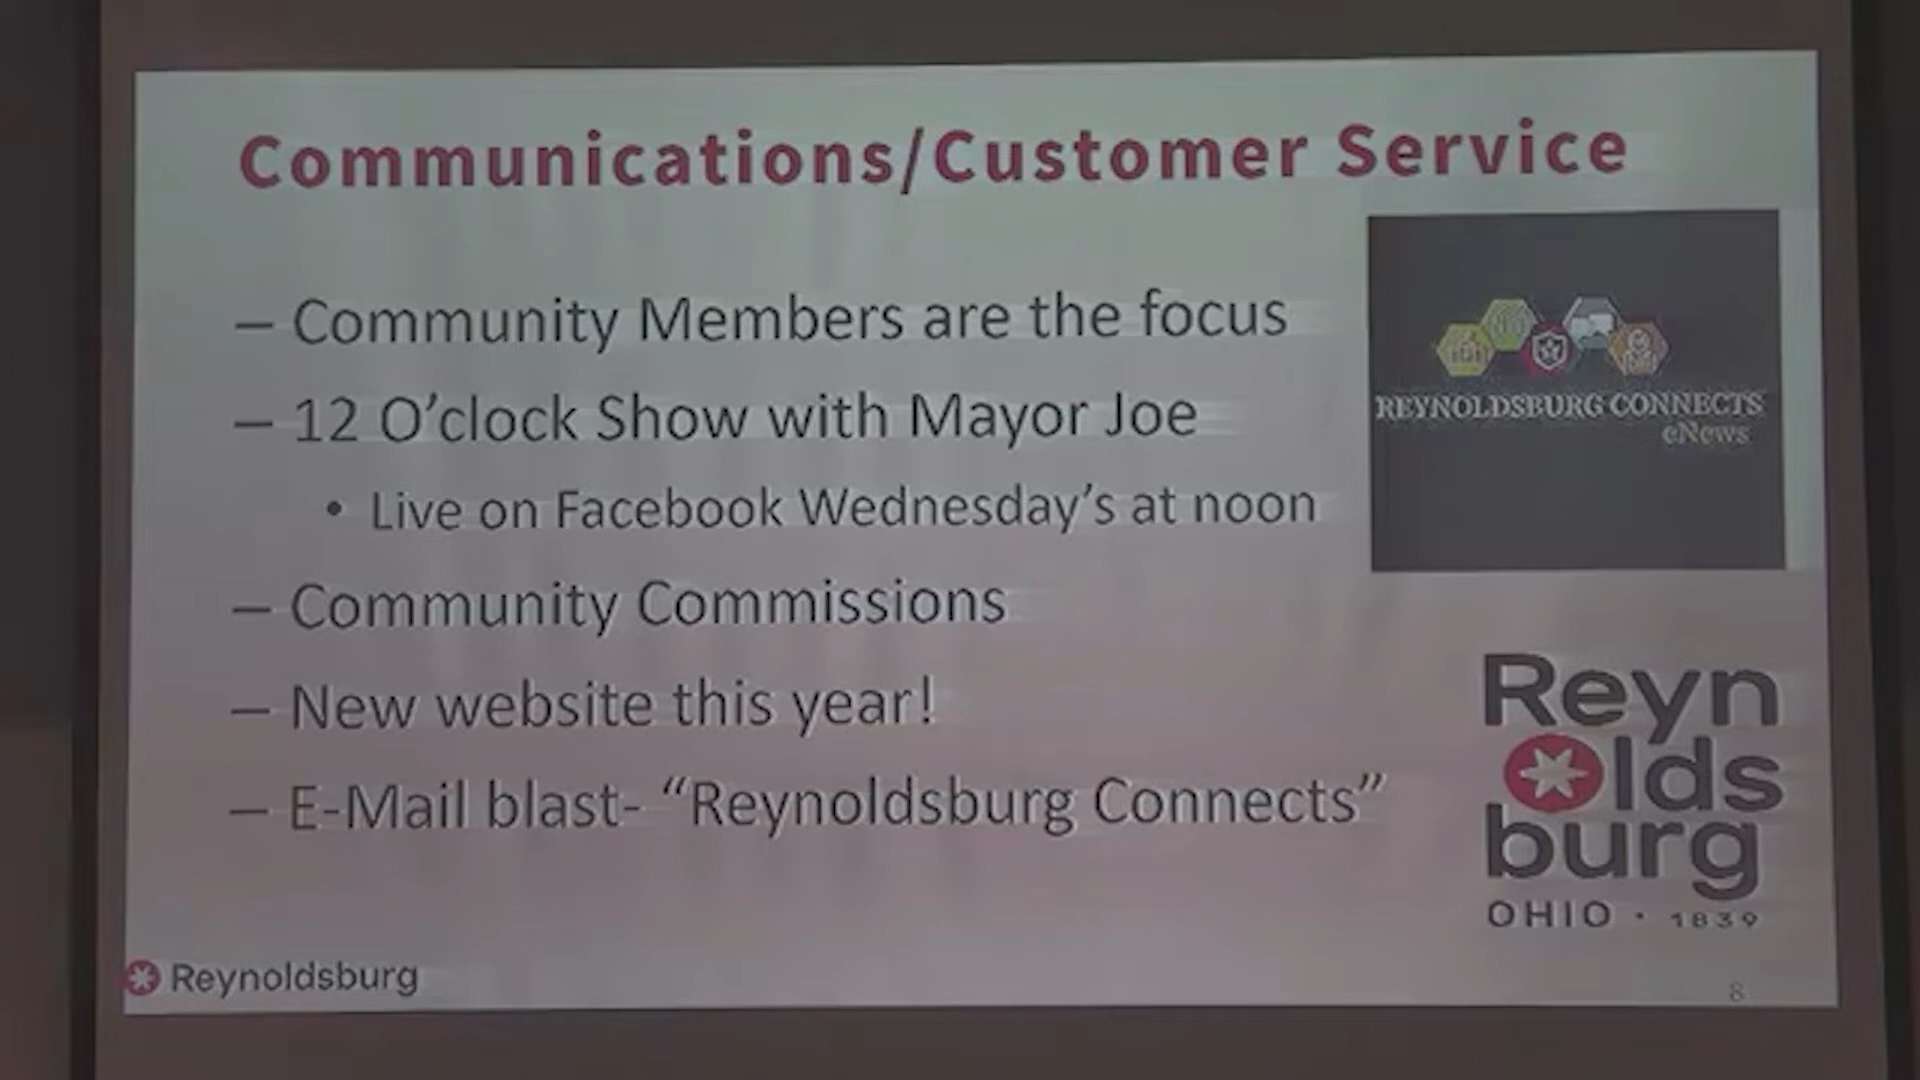 Communications/Customer Service
– Community Members are the focus
– 12 O’clock Show with Mayor Joe
• Live on Facebook Wednesday’s at noon
– Community Commissions
– New website this year!
– E-Mail blast- “Reynoldsburg Connects”
REYNOLDSBURG CONNECTS
eNews
Reyn
olds
burg
OHIO · 1839
Reynoldsburg
8